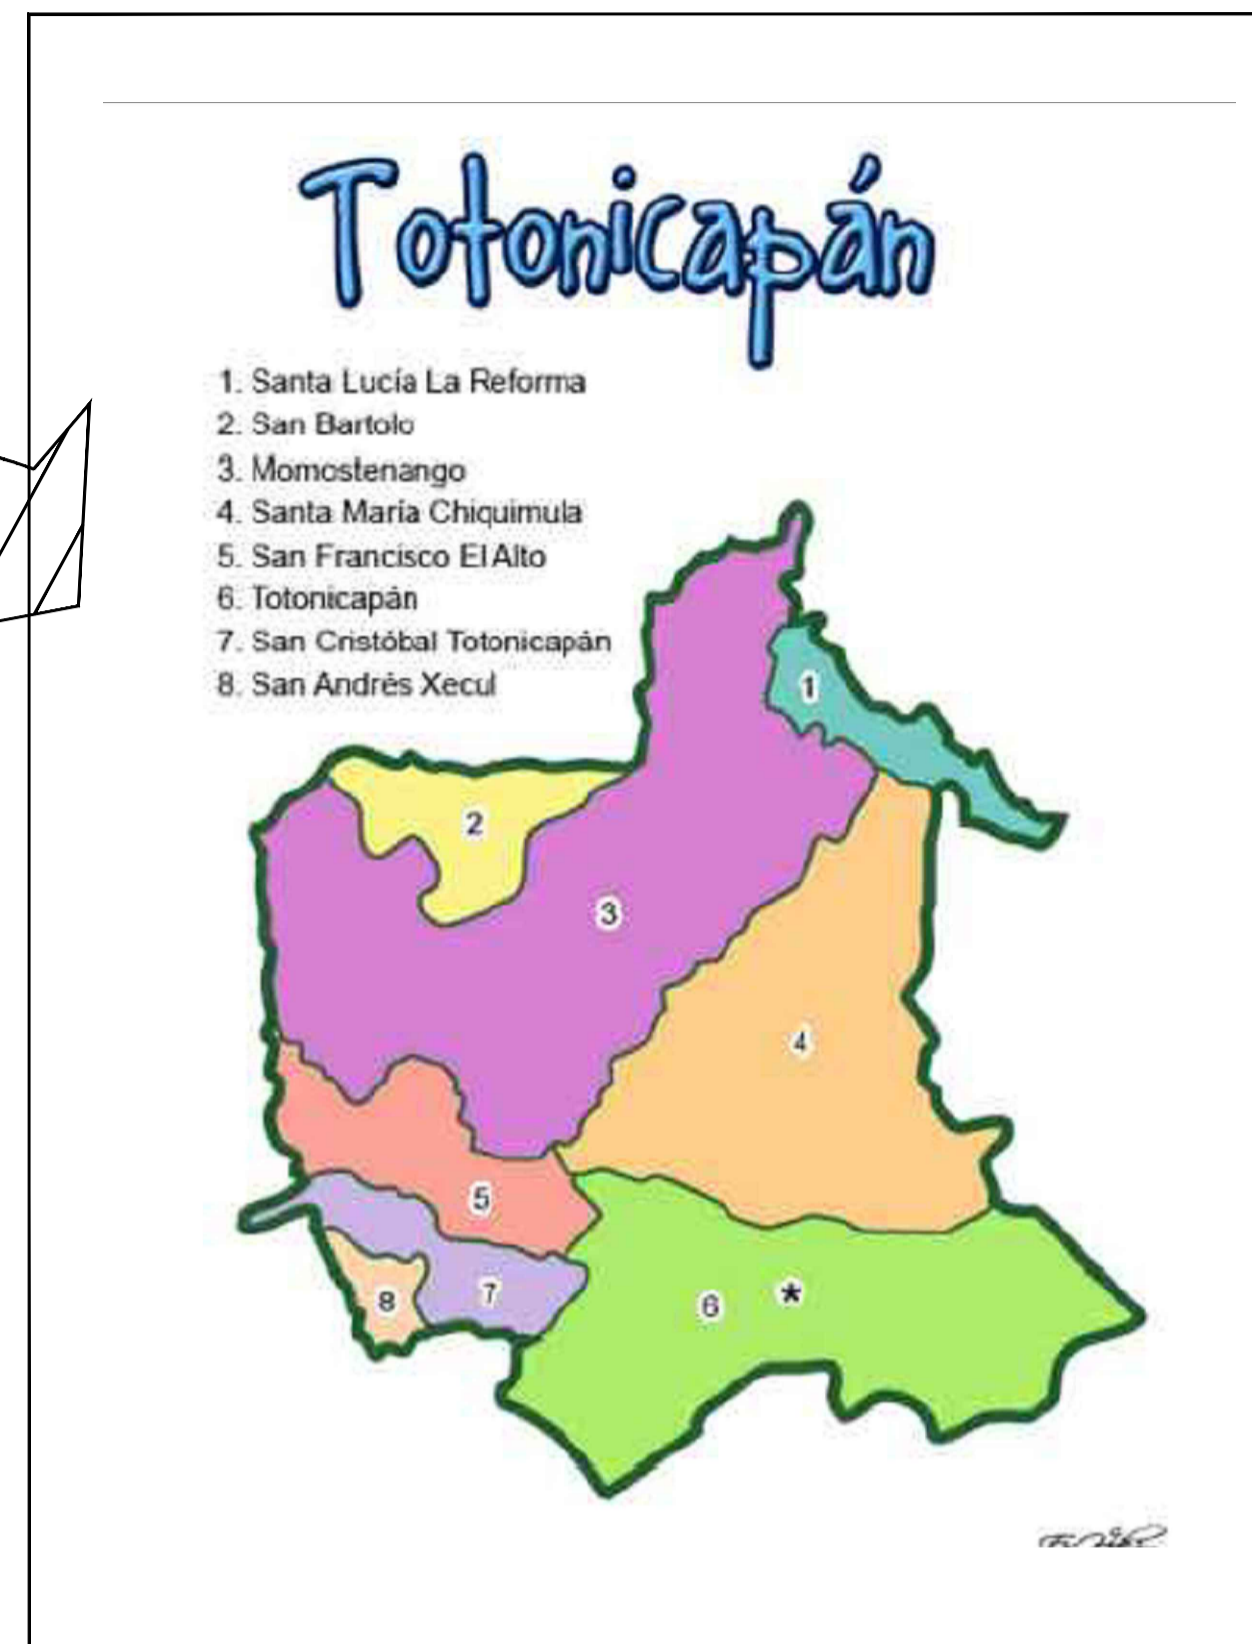 Totonicapán
1. Santa Lucía La Reforma
2. San Bartolo
3. Momostenango
4. Santa María Chiquimula
5. San Francisco El Alto
6. Totonicapán
7. San Cristóbal Totonicapán
8. San Andrés Xecul
1
2
3
4
5
6 *
7
8